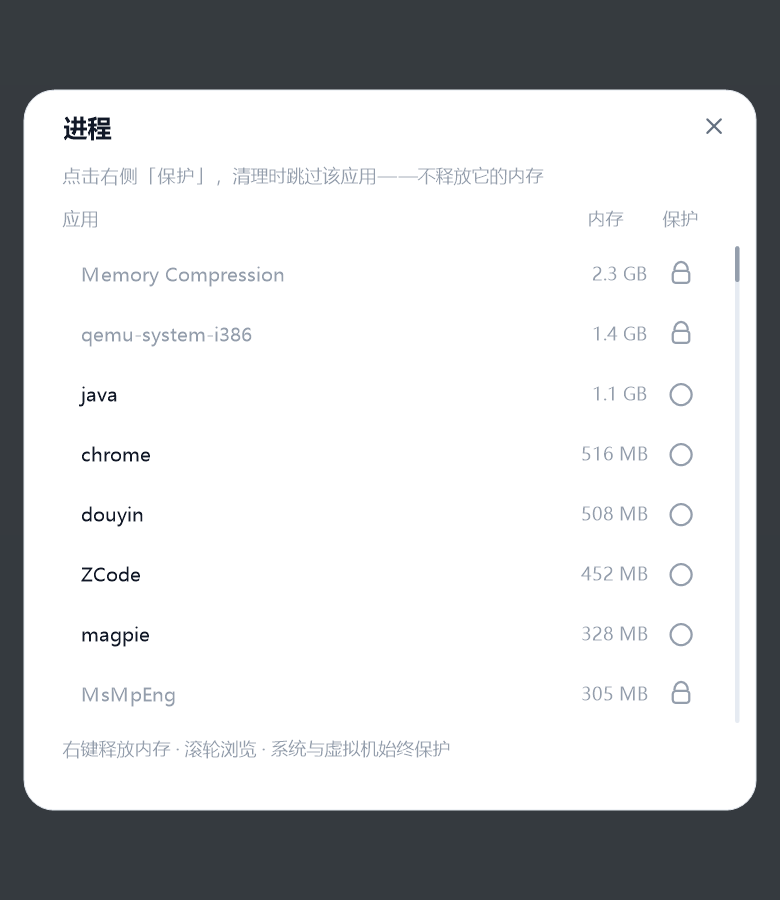 进程
点击右侧「保护」，清理时跳过该应用——不释放它的内存
应用 内存 保护
Memory Compression 2.3 GB
qemu-system-i386 1.4 GB
java 1.1 GB
chrome 516 MB
douyin 508 MB
ZCode 452 MB
magpie 328 MB
MsMpEng 305 MB
右键释放内存 · 滚轮浏览 · 系统与虚拟机始终保护